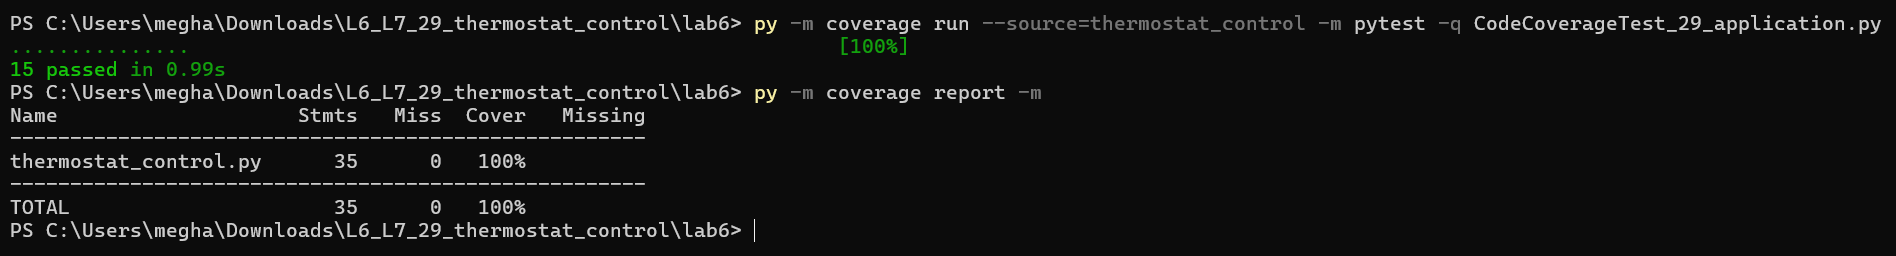 PS C:\Users\megha\Downloads\L6_L7_29_thermostat_control\lab6> py -m coverage run --source=thermostat_control -m pytest -q CodeCoverageTest_29_application.py
............... [100%]
15 passed in 0.99s
PS C:\Users\megha\Downloads\L6_L7_29_thermostat_control\lab6> py -m coverage report -m
Name                    Stmts   Miss  Cover   Missing
-----------------------------------------------------
thermostat_control.py      35      0   100%
-----------------------------------------------------
TOTAL                      35      0   100%
PS C:\Users\megha\Downloads\L6_L7_29_thermostat_control\lab6>